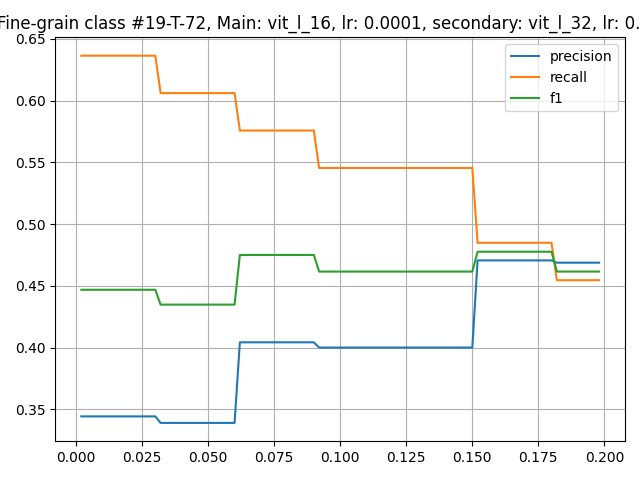 Fine-grain class #19-T-72, Main: vit_l_16, lr: 0.0001, secondary: vit_l_32, lr: 0.
0.65
0.60
0.55
0.50
0.45
0.40
0.35
precision
recall
f1
0.000 0.025 0.050 0.075 0.100 0.125 0.150 0.175 0.200